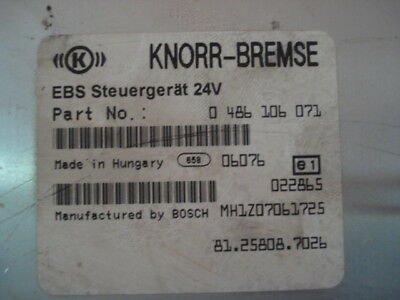 ((K)) KNORR-BREMSE
EBS Steuergerät 24V
Part No.: 0 486 106 071
Made in Hungary 658 06076 e1
022865
Manufactured by BOSCH MH1Z07061725
81.25808.7026